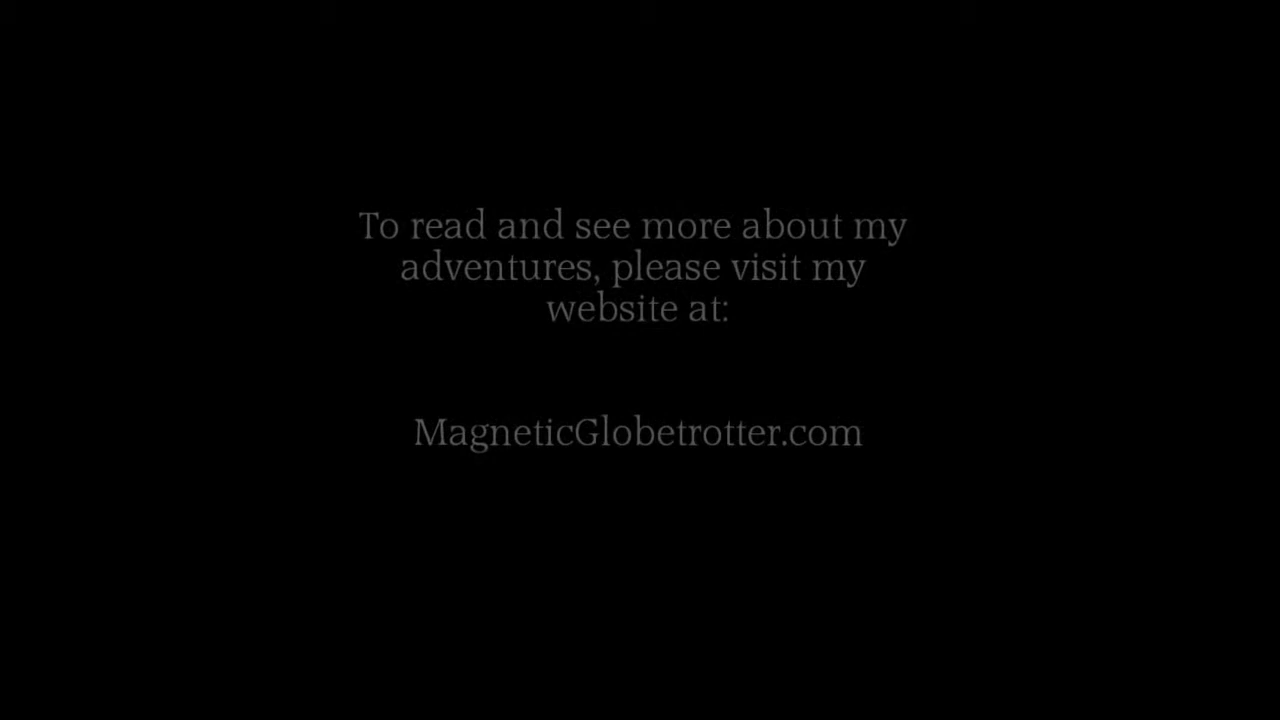 To read and see more about my
adventures, please visit my
website at:
MagneticGlobetrotter.com